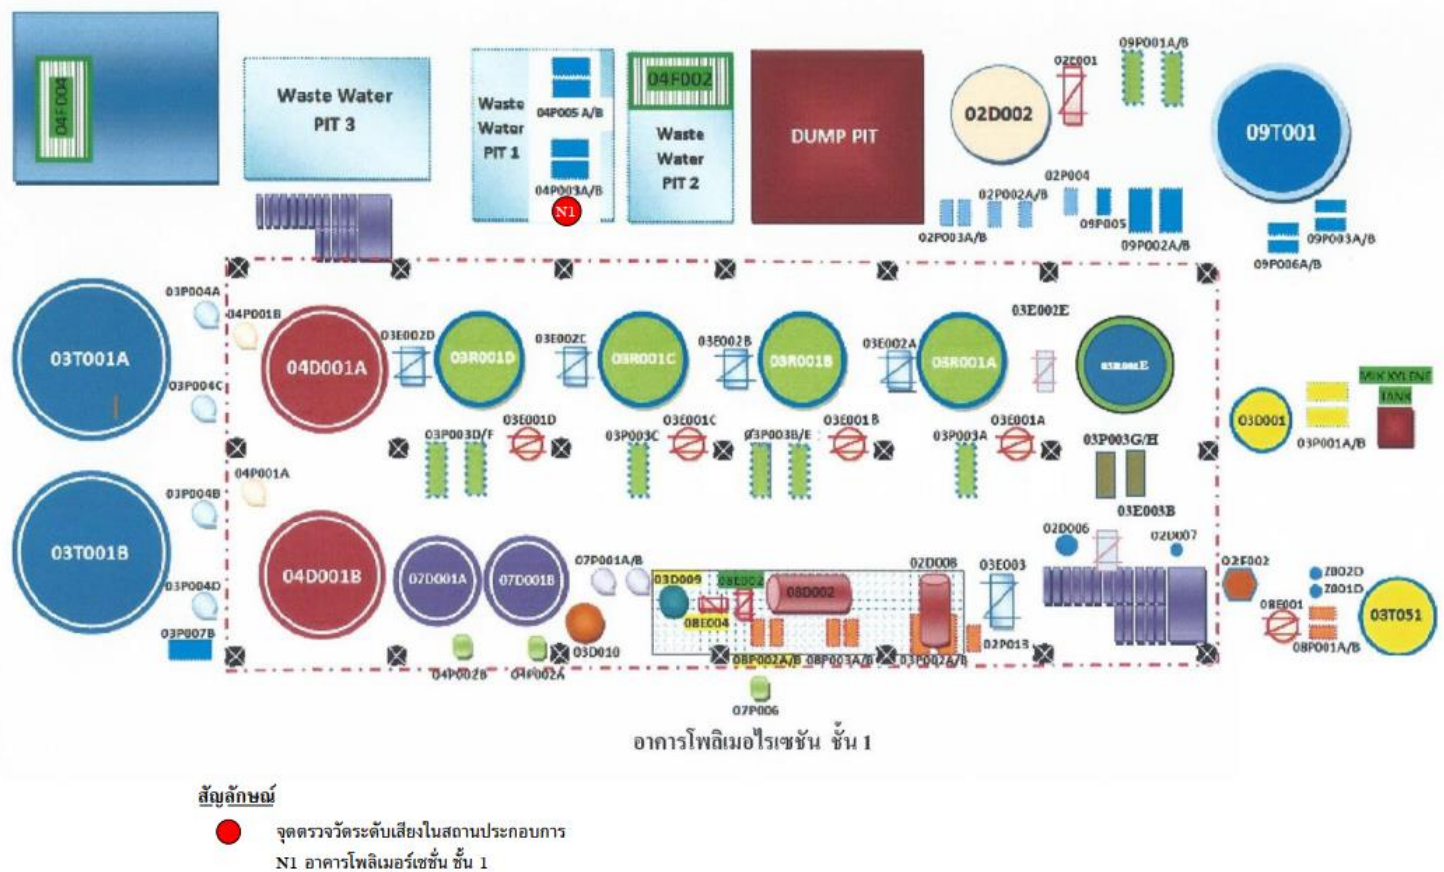 04F004
Waste Water
PIT 3
Waste
Water
PIT 1
04P005 A/B
04P003A/B
N1
04F002
Waste
Water
PIT 2
DUMP PIT
02D002
02E001
09P001A/B
09T001
02P003A/B
02P002A/B
02P004
09P005
09P002A/B
09P006A/B
09P003A/B
03T001A
03P004A
03P004C
04P001B
04D001A
03E002D
03R001D
03E002C
03R001C
03E002B
03R001B
03E002A
03R001A
03E002E
03R001E
03P003D/F
03E001D
03P003C
03E001C
03P003B/E
03E001B
03P003A
03E001A
03P003G/H
03D001
03P001A/B
MIX XYLENE
TANK
03T001B
03P004B
03P004D
03P007B
04P001A
04D001B
07D001A
07D001B
07P001A/B
03D010
04P002B
04P002A
03D009
08E002
08E004
08D002
02D008
03E003
02P013
08P002A/B
08P003A/B
03P002A/B
07P006
03E003B
02D006
02D007
02F002
08E001
08P001A/B
03T051
อาคารโพลิเมอไรเซชัน ชั้น 1
สัญลักษณ์
จุดตรวจวัดระดับเสียงในสถานประกอบการ
N1 อาคารโพลิเมอร์เซชั่น ชั้น 1